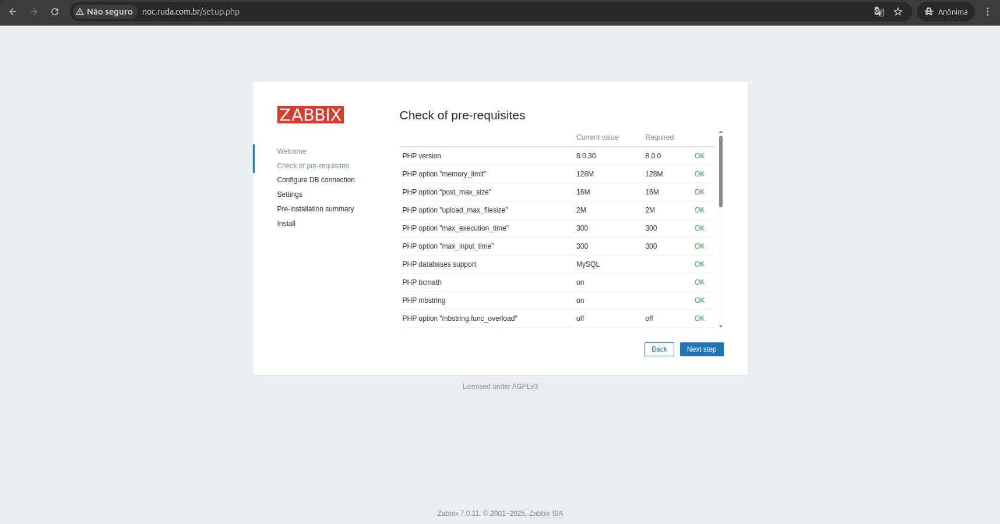 Não seguro noc.ruda.com.br/setup.php Anônima
ZABBIX
Welcome
Check of pre-requisites
Configure DB connection
Settings
Pre-installation summary
Install
Check of pre-requisites
Current value Required
PHP version 8.0.30 8.0.0 OK
PHP option "memory_limit" 128M 128M OK
PHP option "post_max_size" 16M 16M OK
PHP option "upload_max_filesize" 2M 2M OK
PHP option "max_execution_time" 300 300 OK
PHP option "max_input_time" 300 300 OK
PHP databases support MySQL OK
PHP bcmath on OK
PHP mbstring on OK
PHP option "mbstring.func_overload" off off OK
Back Next step
Licensed under AGPLv3
Zabbix 7.0.11. © 2001–2025, Zabbix SIA